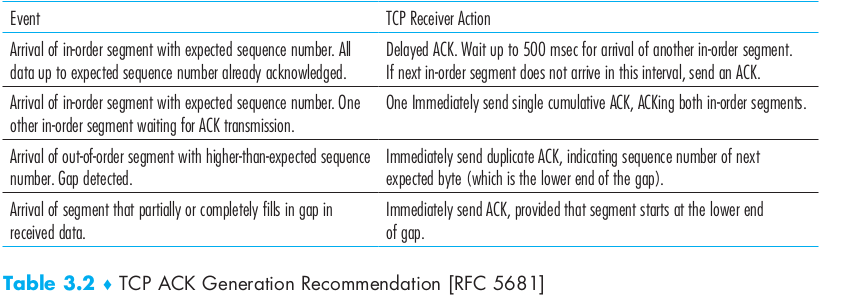 Event TCP Receiver Action
Arrival of in-order segment with expected sequence number. All
data up to expected sequence number already acknowledged.
Delayed ACK. Wait up to 500 msec for arrival of another in-order segment.
If next in-order segment does not arrive in this interval, send an ACK.
Arrival of in-order segment with expected sequence number. One
other in-order segment waiting for ACK transmission.
One Immediately send single cumulative ACK, ACKing both in-order segments.
Arrival of out-of-order segment with higher-than-expected sequence
number. Gap detected.
Immediately send duplicate ACK, indicating sequence number of next
expected byte (which is the lower end of the gap).
Arrival of segment that partially or completely fills in gap in
received data.
Immediately send ACK, provided that segment starts at the lower end
of gap.
Table 3.2 ♦ TCP ACK Generation Recommendation [RFC 5681]